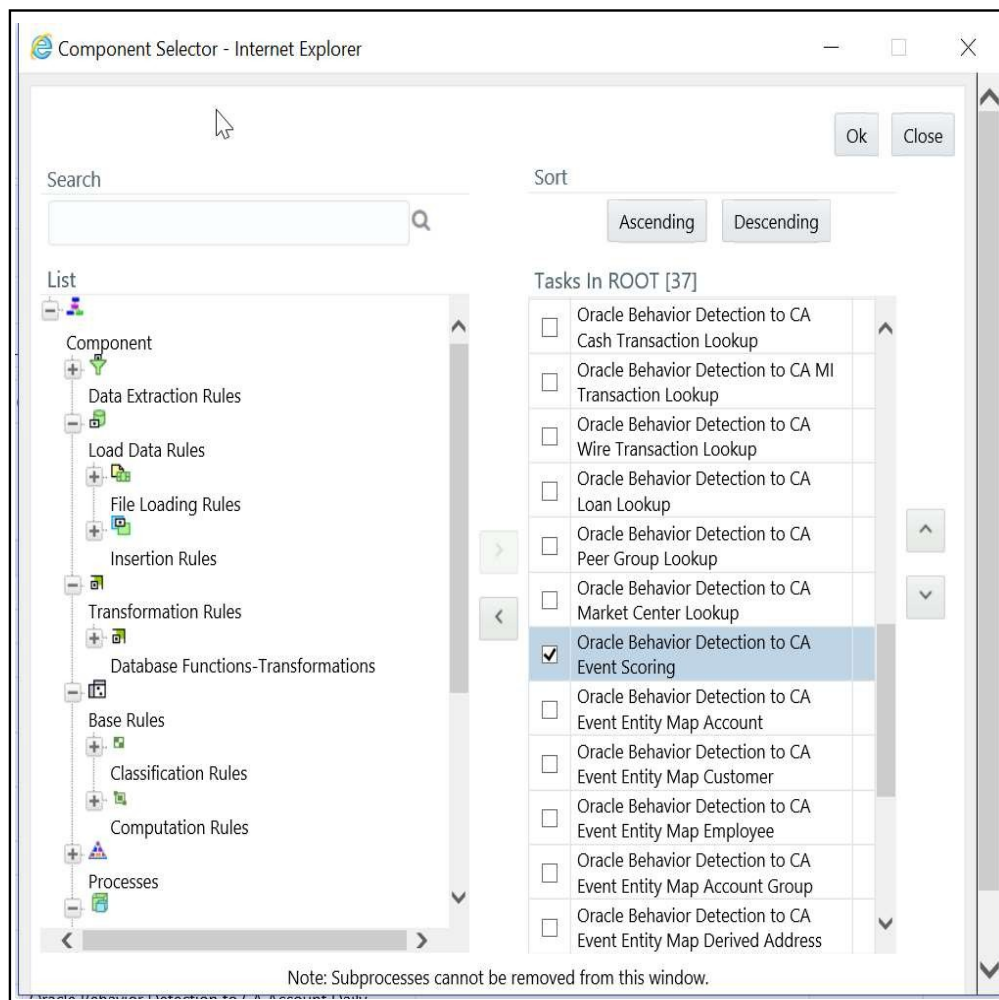 Component Selector - Internet Explorer
Ok
Close
Search
Sort
Ascending
Descending
List
Tasks In ROOT [37]
Component
Data Extraction Rules
Load Data Rules
File Loading Rules
Insertion Rules
Transformation Rules
Database Functions-Transformations
Base Rules
Classification Rules
Computation Rules
Processes
Oracle Behavior Detection to CA
Cash Transaction Lookup
Oracle Behavior Detection to CA MI
Transaction Lookup
Oracle Behavior Detection to CA
Wire Transaction Lookup
Oracle Behavior Detection to CA
Loan Lookup
Oracle Behavior Detection to CA
Peer Group Lookup
Oracle Behavior Detection to CA
Market Center Lookup
Oracle Behavior Detection to CA
Event Scoring
Oracle Behavior Detection to CA
Event Entity Map Account
Oracle Behavior Detection to CA
Event Entity Map Customer
Oracle Behavior Detection to CA
Event Entity Map Employee
Oracle Behavior Detection to CA
Event Entity Map Account Group
Oracle Behavior Detection to CA
Event Entity Map Derived Address
Note: Subprocesses cannot be removed from this window.
Oracle Behavior Detection to CA Account Daily